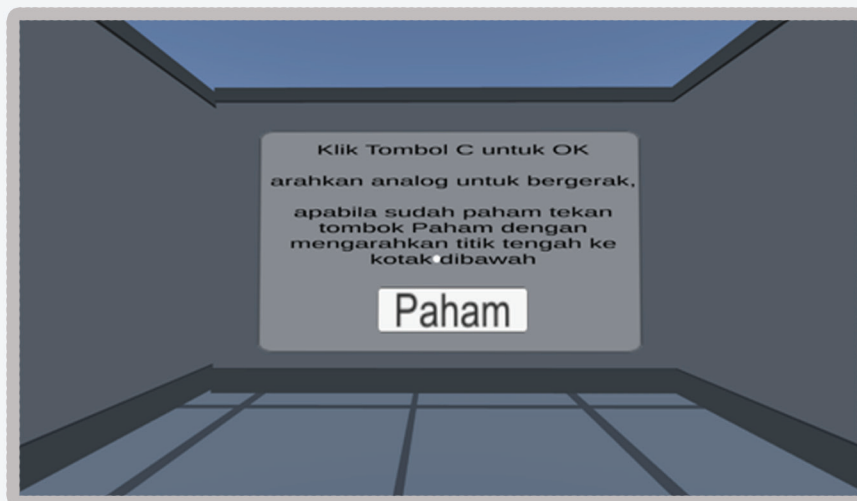 Klik Tombol C untuk OK
arahkan analog untuk bergerak,
apabila sudah paham tekan
tombok Paham dengan
mengarahkan titik tengah ke
kotak dibawah
Paham